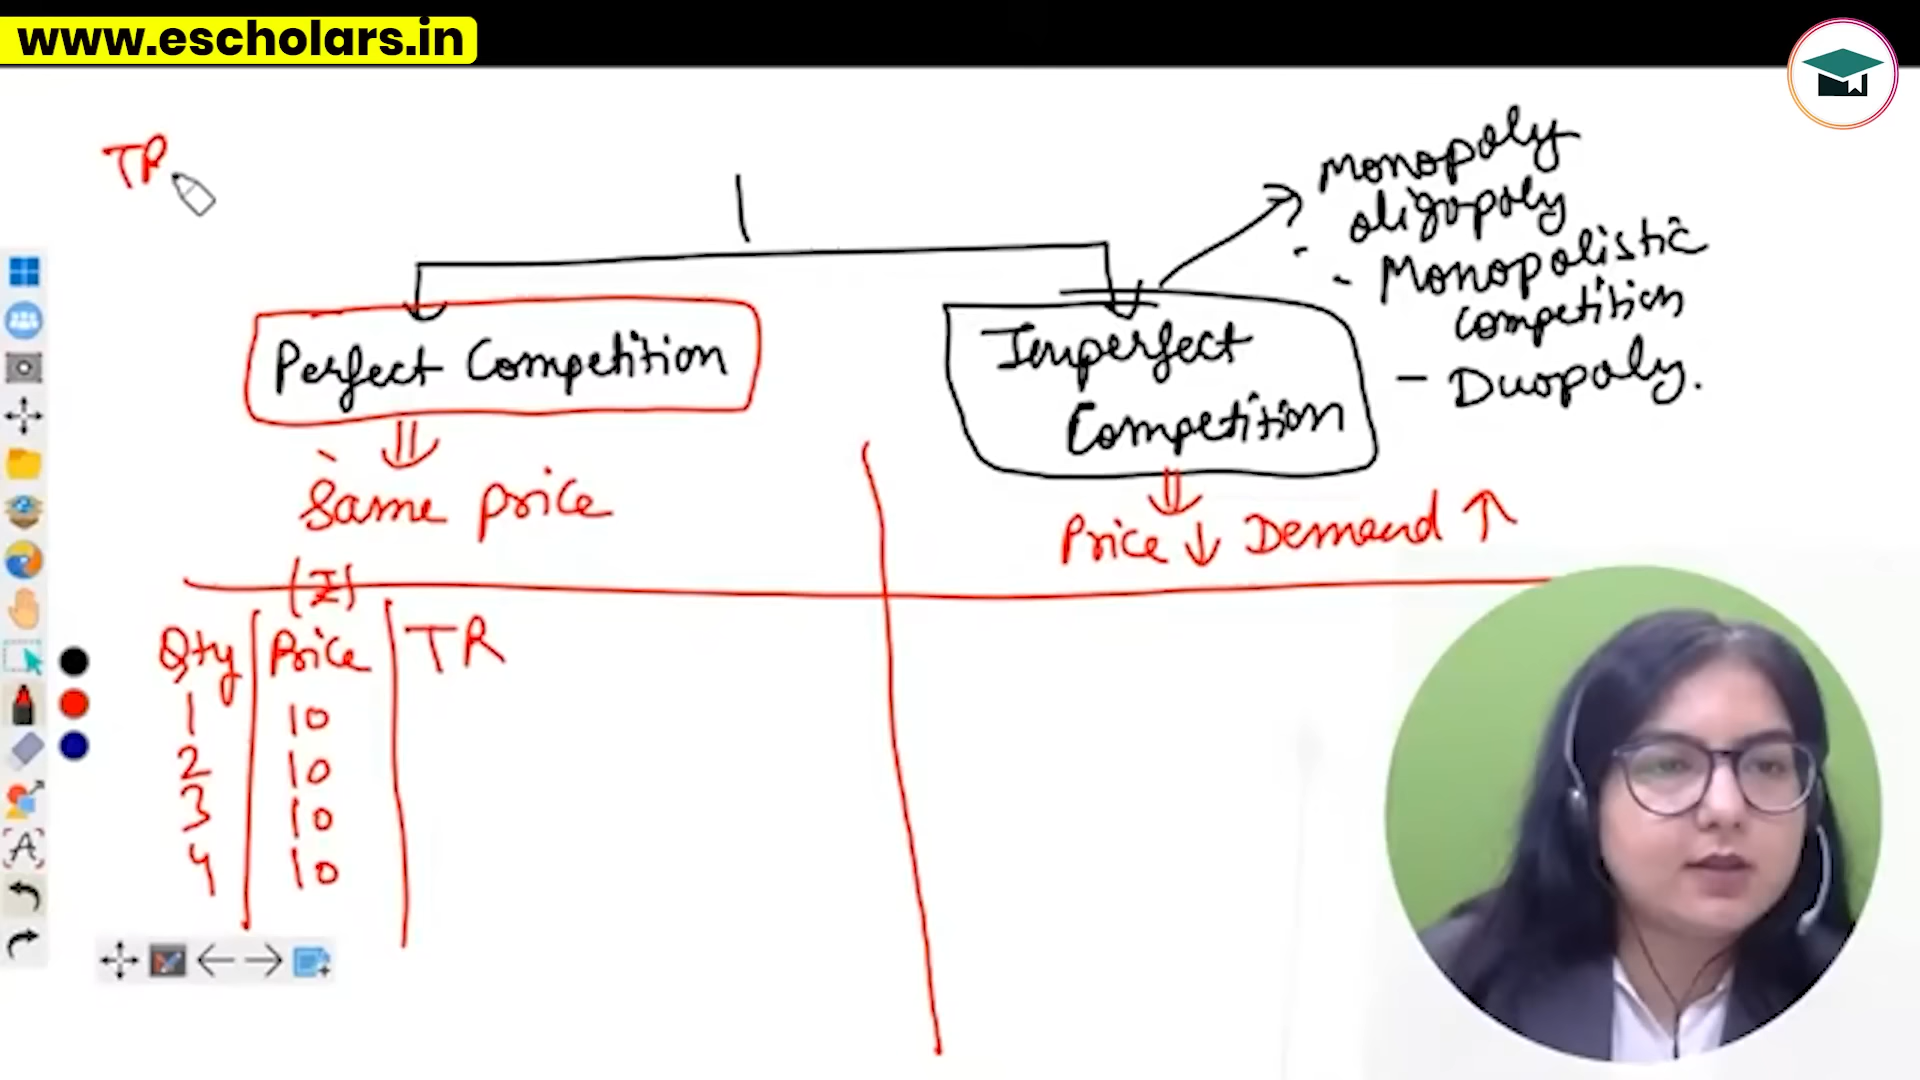 www.escholars.in
TR
Monopoly
oligopoly
- Monopolistic
competition
- Duopoly.
Perfect Competition
Imperfect
Competition
Same price
Price ↓ Demand ↑
(I)
Qty Price TR
1 10
2 10
3 10
4 10